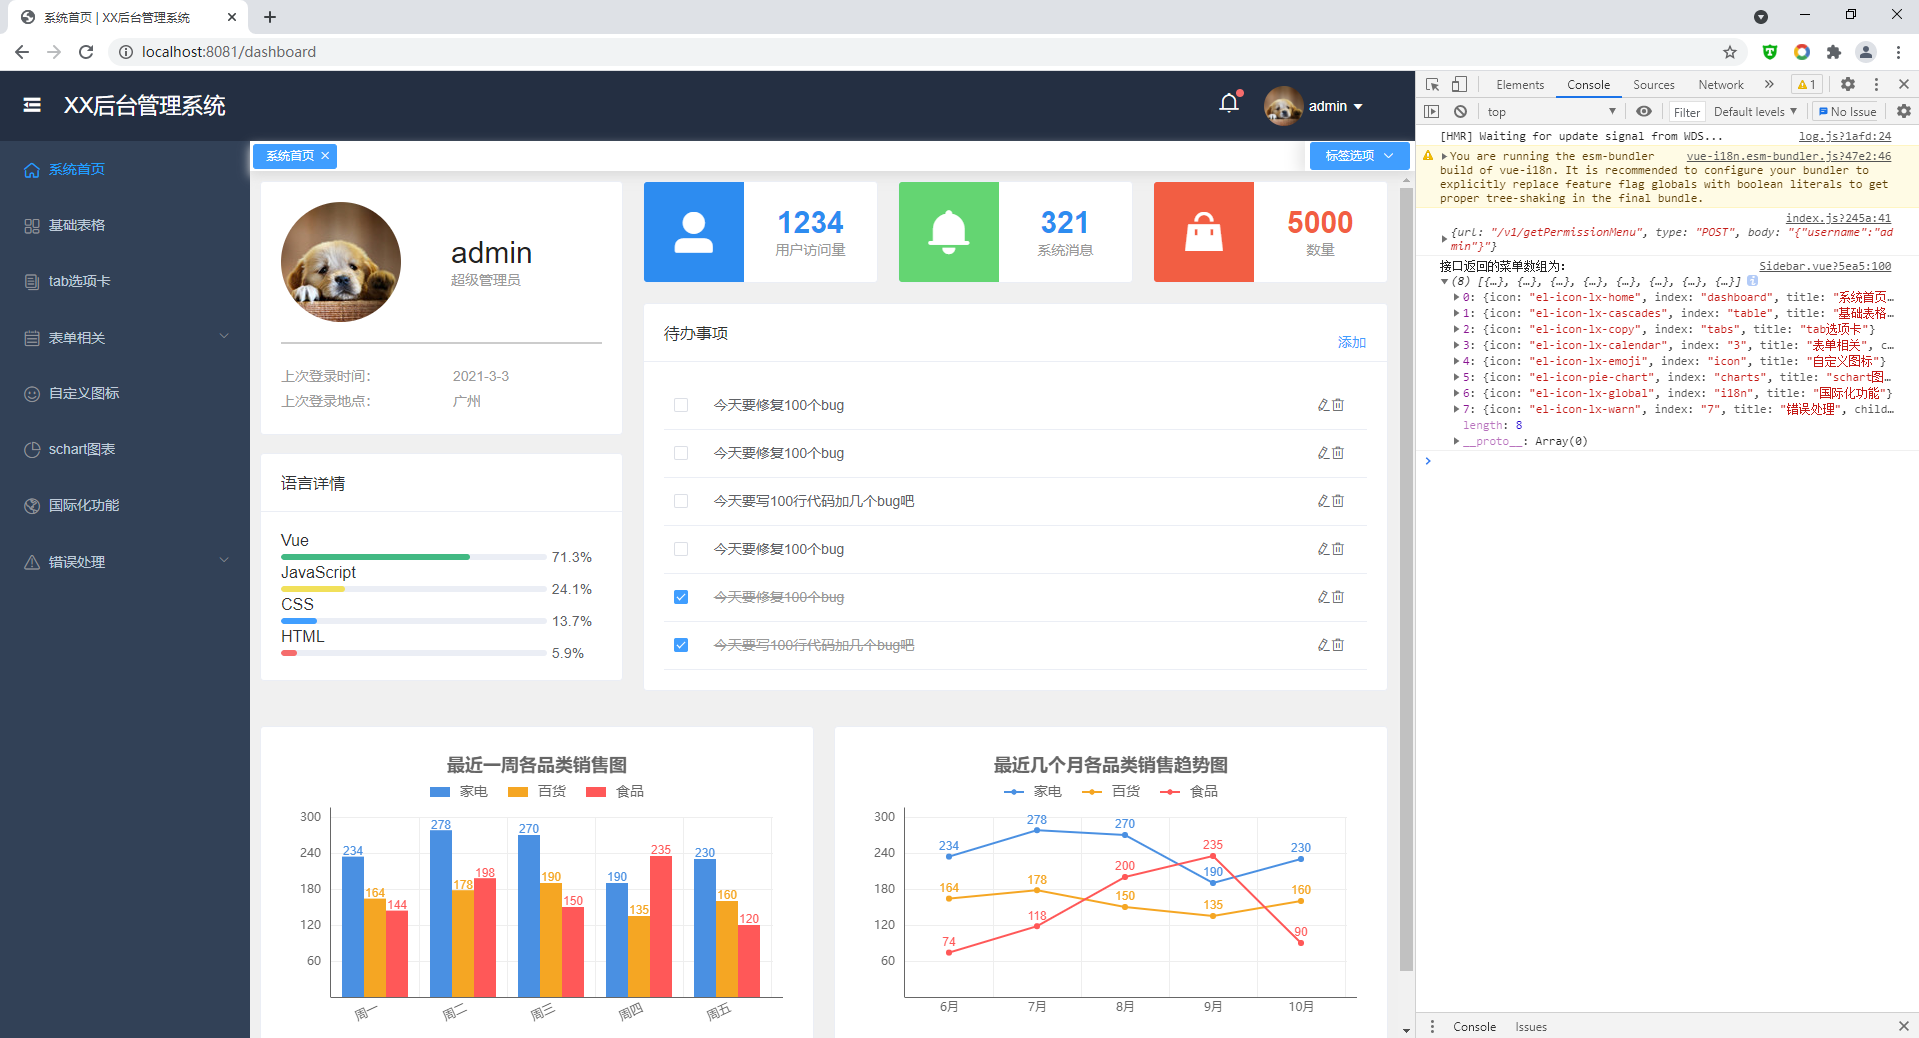 系统首页 | XX后台管理系统
localhost:8081/dashboard
XX后台管理系统
admin
系统首页
基础表格
tab选项卡
表单相关
自定义图标
schart图表
国际化功能
错误处理
系统首页
标签选项
admin
超级管理员
上次登录时间：
2021-3-3
上次登录地点：
广州
语言详情
Vue
71.3%
JavaScript
24.1%
CSS
13.7%
HTML
5.9%
1234
用户访问量
321
系统消息
5000
数量
待办事项
添加
今天要修复100个bug
今天要修复100个bug
今天要写100行代码加几个bug吧
今天要修复100个bug
今天要修复100个bug
今天要写100行代码加几个bug吧
最近一周各品类销售图
家电 百货 食品
300
240
180
120
60
234 164 144
278 178 198
270 190 150
190 135 235
230 160 120
周一 周二 周三 周四 周五
最近几个月各品类销售趋势图
家电 百货 食品
300
240
180
120
60
234 278 270 190 230
164 178 150 135 160
74 118 200 235 90
6月 7月 8月 9月 10月
Elements Console Sources Network » 1
top Filter Default levels No Issue
[HMR] Waiting for update signal from WDS... log.js?1afd:24
You are running the esm-bundler vue-i18n.esm-bundler.js?47e2:46
build of vue-i18n. It is recommended to configure your bundler to
explicitly replace feature flag globals with boolean literals to get
proper tree-shaking in the final bundle.
index.js?245a:41
{url: "/v1/getPermissionMenu", type: "POST", body: "{"username":"ad
min"}"}
接口返回的菜单数组为: Sidebar.vue?5ea5:100
(8) [{…}, {…}, {…}, {…}, {…}, {…}, {…}, {…}] i
0: {icon: "el-icon-lx-home", index: "dashboard", title: "系统首页…
1: {icon: "el-icon-lx-cascades", index: "table", title: "基础表格…
2: {icon: "el-icon-lx-copy", index: "tabs", title: "tab选项卡"}
3: {icon: "el-icon-lx-calendar", index: "3", title: "表单相关", c…
4: {icon: "el-icon-lx-emoji", index: "icon", title: "自定义图标"}
5: {icon: "el-icon-pie-chart", index: "charts", title: "schart图…
6: {icon: "el-icon-lx-global", index: "i18n", title: "国际化功能"}
7: {icon: "el-icon-lx-warn", index: "7", title: "错误处理", child…
length: 8
__proto__: Array(0)
Console Issues